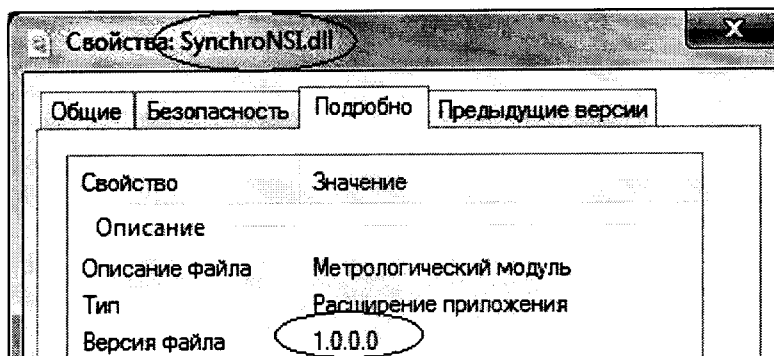 Свойства: SynchroNSI.dll
Общие Безопасность Подробно Предыдущие версии
Свойство Значение
Описание
Описание файла Метрологический модуль
Тип Расширение приложения
Версия файла 1.0.0.0